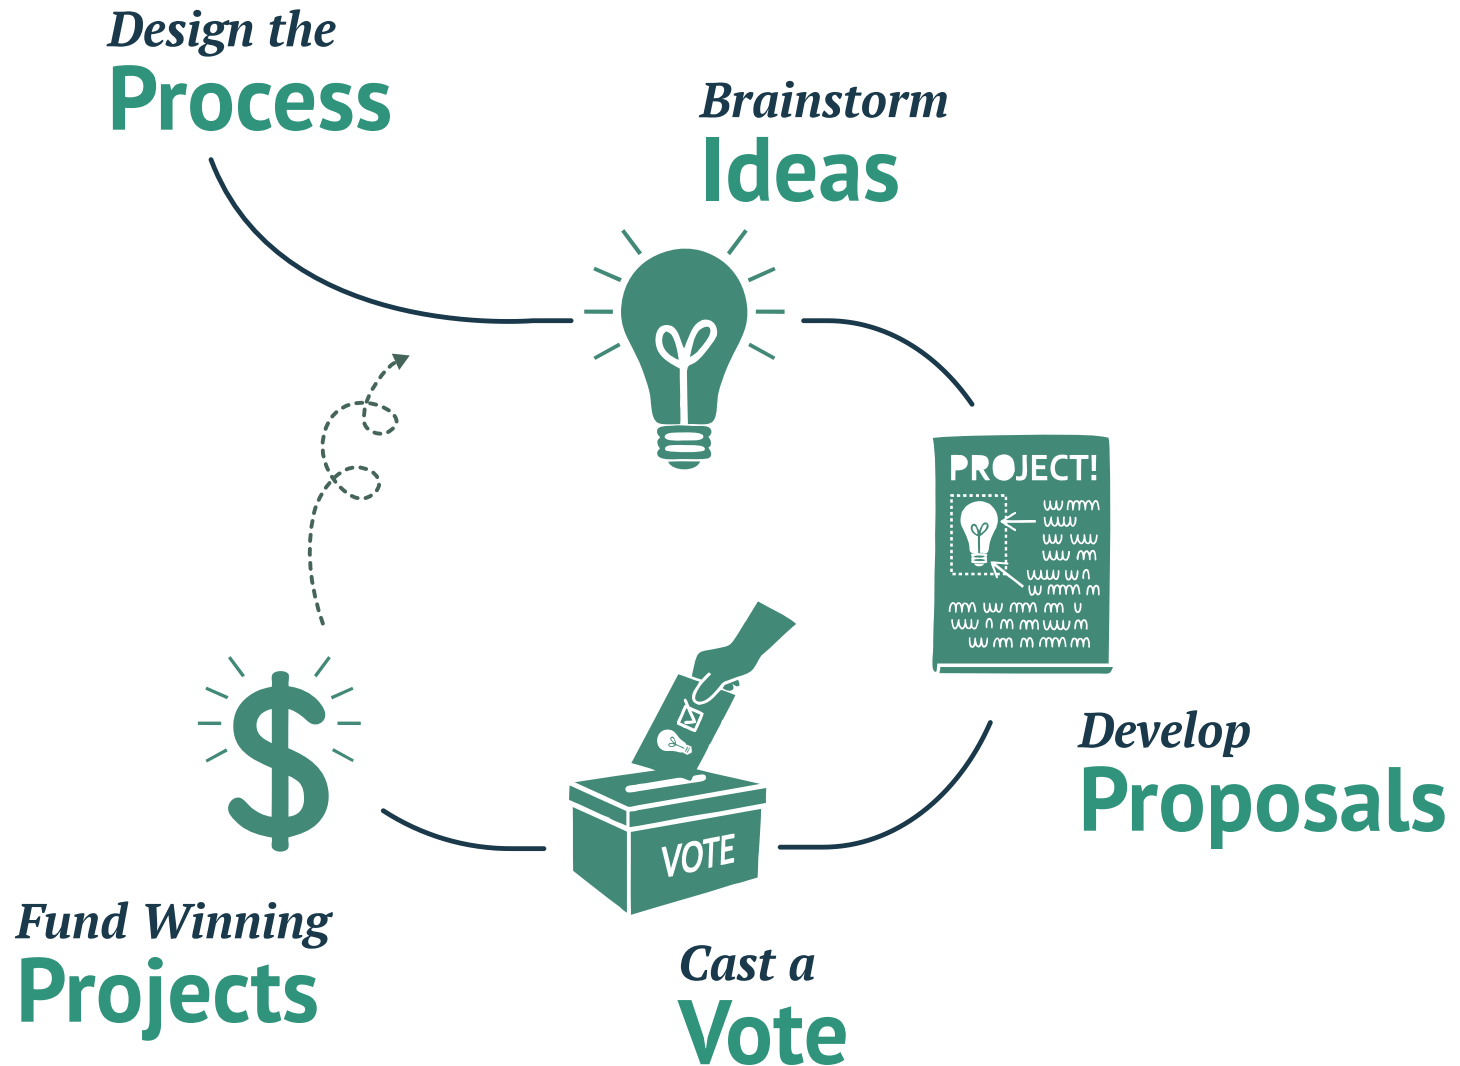 Design the
Process
Brainstorm
Ideas
PROJECT!
Develop
Proposals
VOTE
Cast a
Vote
Fund Winning
Projects